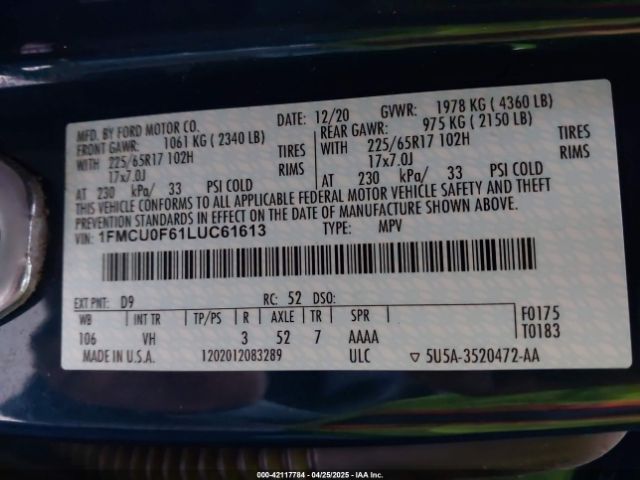 MFD. BY FORD MOTOR CO. DATE: 12/20 GVWR: 1978 KG ( 4360 LB)
FRONT GAWR: 1061 KG ( 2340 LB) REAR GAWR: 975 KG ( 2150 LB)
WITH 225/65R17 102H TIRES WITH 225/65R17 102H TIRES
17x7.0J RIMS 17x7.0J RIMS
AT 230 kPa/ 33 PSI COLD AT 230 kPa/ 33 PSI COLD
THIS VEHICLE CONFORMS TO ALL APPLICABLE FEDERAL MOTOR VEHICLE SAFETY AND THEFT
PREVENTION STANDARDS IN EFFECT ON THE DATE OF MANUFACTURE SHOWN ABOVE.
VIN: 1FMCU0F61LUC61613 TYPE: MPV
EXT PNT: D9 RC: 52 DSO:
WB INT TR TP/PS R AXLE TR SPR F0175
106 VH 3 52 7 AAAA T0183
MADE IN U.S.A. 1202012083289 ULC ▽ 5U5A-3520472-AA
000-42117784 - 04/25/2025 - IAA Inc.